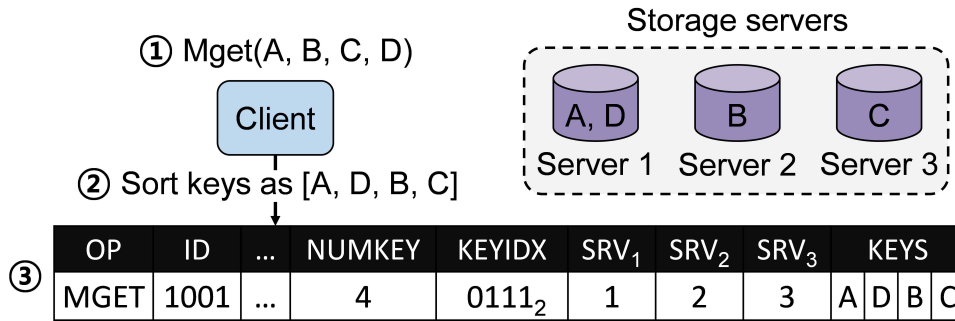 Storage servers
① Mget(A, B, C, D)
Client
A, D B C
Server 1 Server 2 Server 3
② Sort keys as [A, D, B, C]
OP ID ... NUMKEY KEYIDX SRV₁ SRV₂ SRV₃ KEYS
③ MGET 1001 ... 4 0111₂ 1 2 3 A D B C